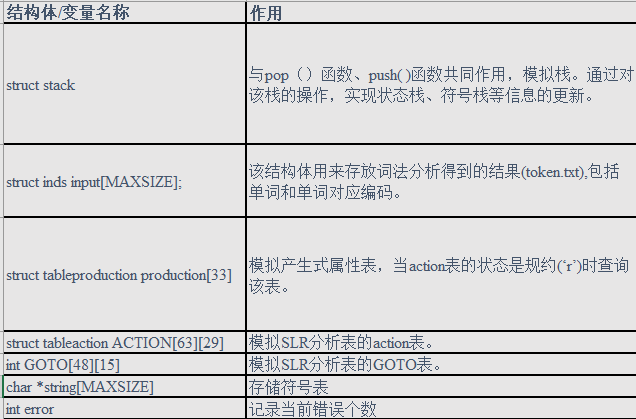 结构体/变量名称 作用
struct stack 与pop（）函数、push( )函数共同作用，模拟栈。通过对
该栈的操作，实现状态栈、符号栈等信息的更新。
struct inds input[MAXSIZE]; 该结构体用来存放词法分析得到的结果(token.txt),包括
单词和单词对应编码。
struct tableproduction production[33] 模拟产生式属性表，当action表的状态是规约(‘r’)时查询
该表。
struct tableaction ACTION[63][29] 模拟SLR分析表的action表。
int GOTO[48][15] 模拟SLR分析表的GOTO表。
char *string[MAXSIZE] 存储符号表
int error 记录当前错误个数